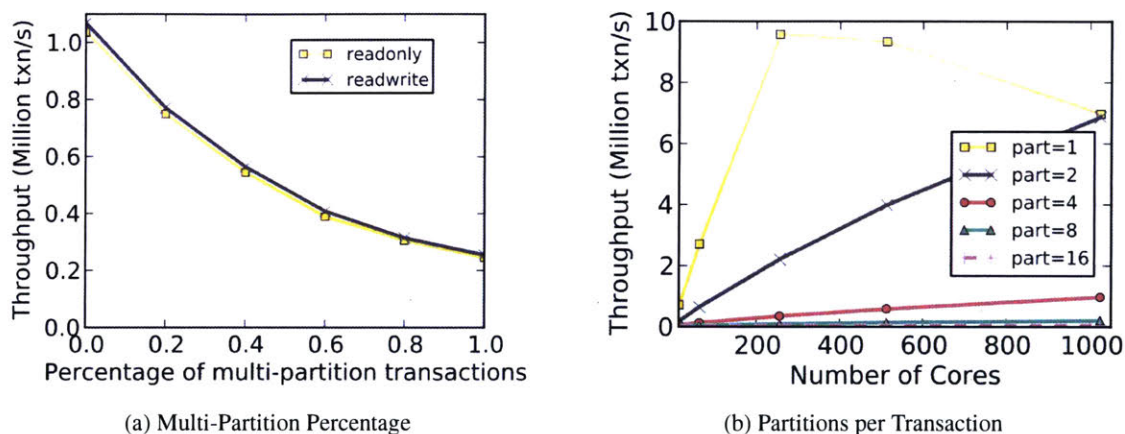 Throughput (Million txn/s)
1.0
0.8
0.6
0.4
0.2
0.0
0.0 0.2 0.4 0.6 0.8 1.0
Percentage of multi-partition transactions
readonly
readwrite
(a) Multi-Partition Percentage
Throughput (Million txn/s)
10
8
6
4
2
0
200 400 600 800 1000
Number of Cores
part=1
part=2
part=4
part=8
part=16
(b) Partitions per Transaction